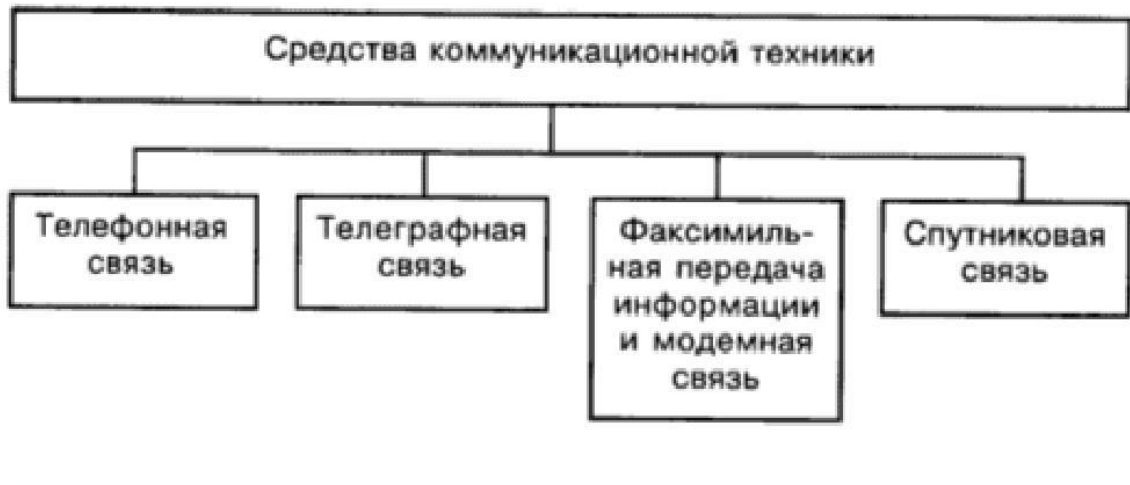 Средства коммуникационной техники
Телефонная
связь
Телеграфная
связь
Факсимиль-
ная передача
информации
и модемная
связь
Спутниковая
связь